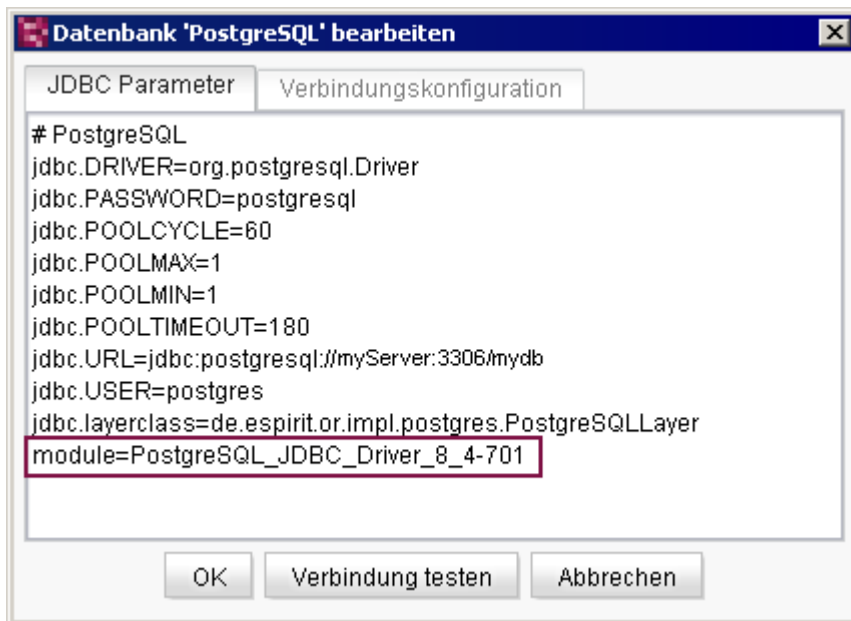 Datenbank 'PostgreSQL' bearbeiten
JDBC Parameter
Verbindungskonfiguration
# PostgreSQL
jdbc.DRIVER=org.postgresql.Driver
jdbc.PASSWORD=postgresql
jdbc.POOLCYCLE=60
jdbc.POOLMAX=1
jdbc.POOLMIN=1
jdbc.POOLTIMEOUT=180
jdbc.URL=jdbc:postgresql://myServer:3306/mydb
jdbc.USER=postgres
jdbc.layerclass=de.espirit.or.impl.postgres.PostgreSQLLayer
module=PostgreSQL_JDBC_Driver_8_4-701
OK
Verbindung testen
Abbrechen